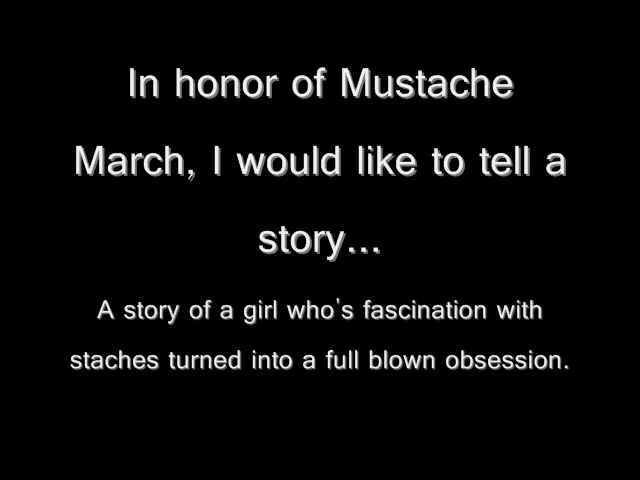 In honor of Mustache
March, I would like to tell a
story...
A story of a girl who's fascination with
staches turned into a full blown obsession.